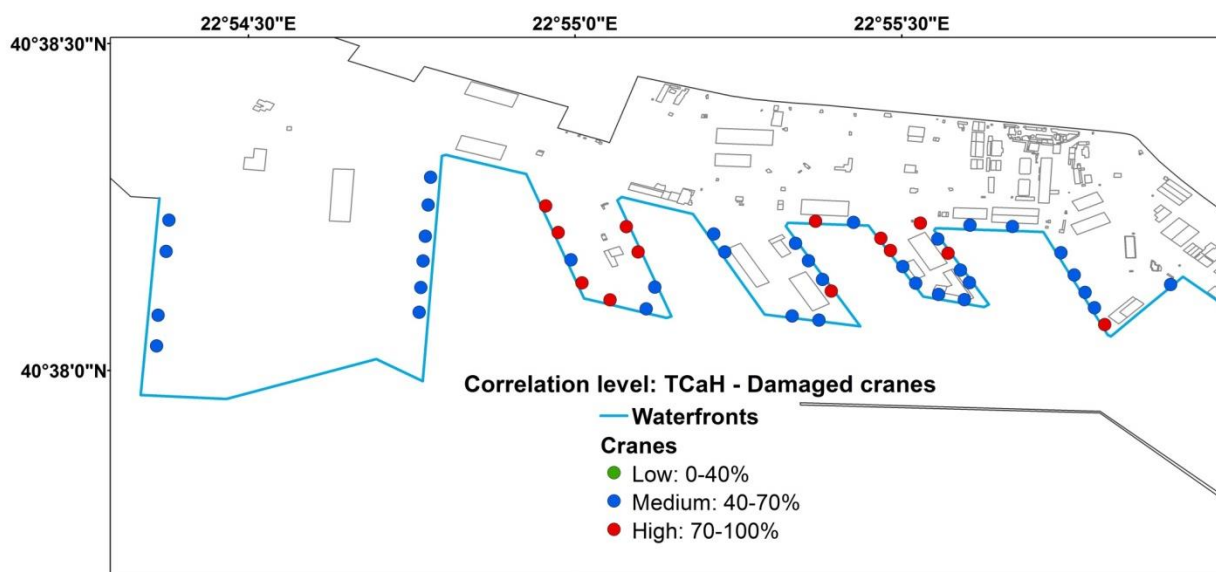 22°54'30"E 22°55'0"E 22°55'30"E
40°38'30"N
40°38'0"N
Correlation level: TCaH - Damaged cranes
Waterfronts
Cranes
Low: 0-40%
Medium: 40-70%
High: 70-100%